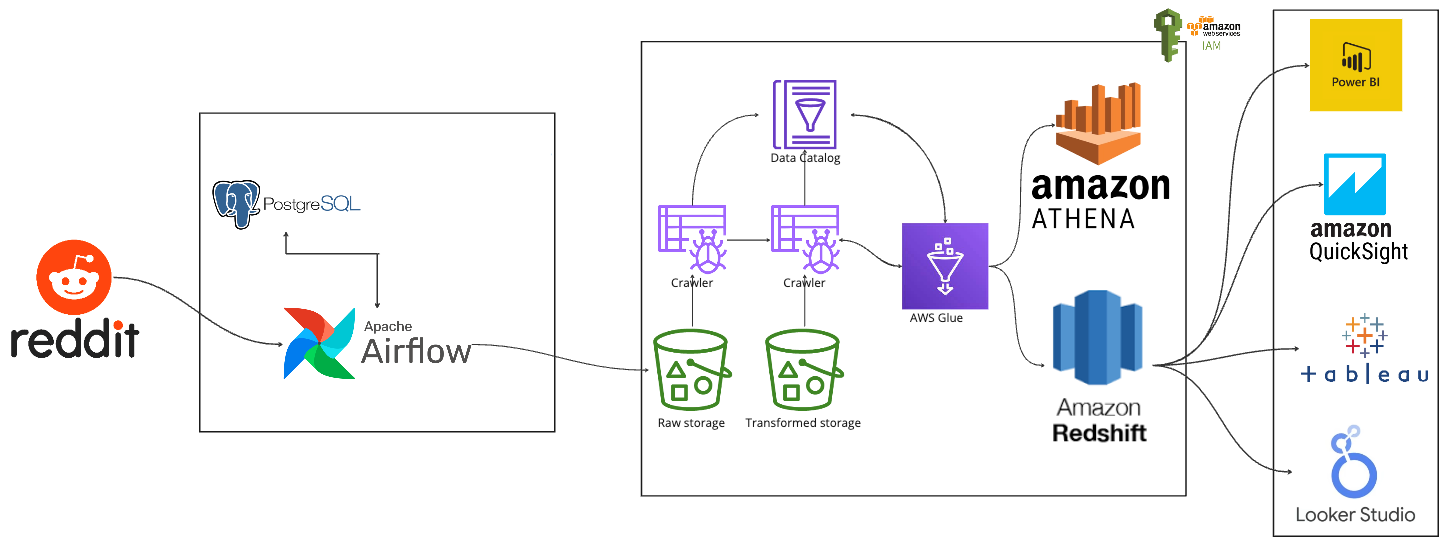 reddit
PostgreSQL
Apache
Airflow
Data Catalog
Crawler
Crawler
Raw storage
Transformed storage
AWS Glue
amazon
webservices
IAM
amazon
ATHENA
Amazon
Redshift
Power BI
amazon
QuickSight
+ableau
Looker Studio